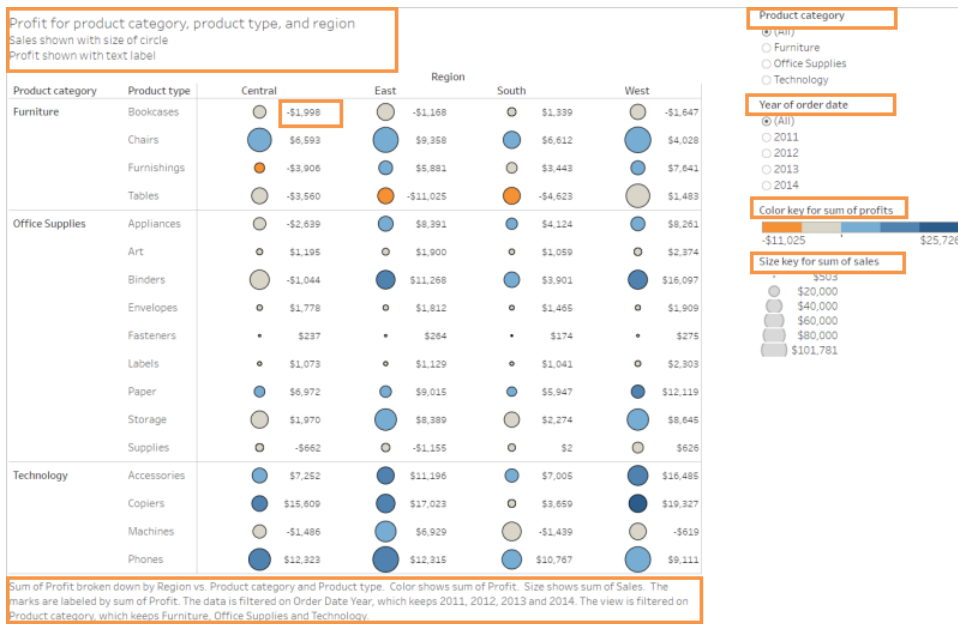 Profit for product category, product type, and region
Sales shown with size of circle
Profit shown with text label
Region
Product category Product type Central East South West
Furniture Bookcases -$1,998 -$1,168 $1,339 -$1,647
Chairs $6,593 $9,358 $6,612 $4,028
Furnishings -$3,906 $5,881 $3,443 $7,641
Tables -$3,560 -$11,025 -$4,623 $1,483
Office Supplies Appliances -$2,639 $8,391 $4,124 $8,261
Art $1,195 $1,900 $1,059 $2,374
Binders -$1,044 $11,268 $3,901 $16,097
Envelopes $1,778 $1,812 $1,465 $1,909
Fasteners $237 $264 $174 $275
Labels $1,073 $1,129 $1,041 $2,303
Paper $6,972 $9,015 $5,947 $12,119
Storage $1,970 $8,389 $2,274 $8,645
Supplies -$662 -$1,155 $2 $626
Technology Accessories $7,252 $11,196 $7,005 $16,485
Copiers $15,609 $17,023 $3,659 $19,327
Machines -$1,486 $6,929 -$1,439 -$619
Phones $12,323 $12,315 $10,767 $9,111
Sum of Profit broken down by Region vs. Product category and Product type. Color shows sum of Profit. Size shows sum of Sales. The
marks are labeled by sum of Profit. The data is filtered on Order Date Year, which keeps 2011, 2012, 2013 and 2014. The view is filtered on
Product category, which keeps Furniture, Office Supplies and Technology.
Product category
(All)
Furniture
Office Supplies
Technology
Year of order date
(All)
2011
2012
2013
2014
Color key for sum of profits
-$11,025 $25,726
Size key for sum of sales
$503
$20,000
$40,000
$60,000
$80,000
$101,781